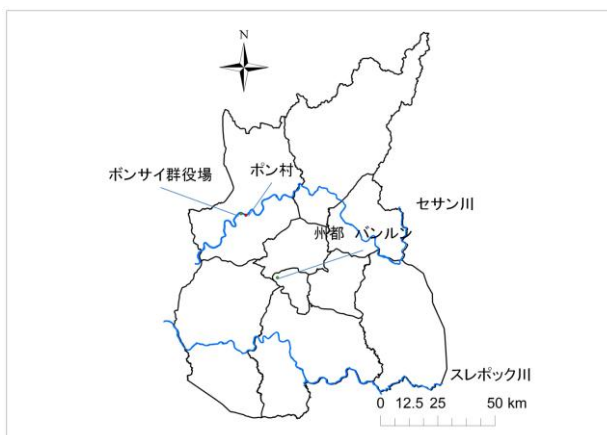 N
ポン村
ボンサイ群役場
セサン川
州都 バンルン
スレポック川
0 12.5 25 50 km